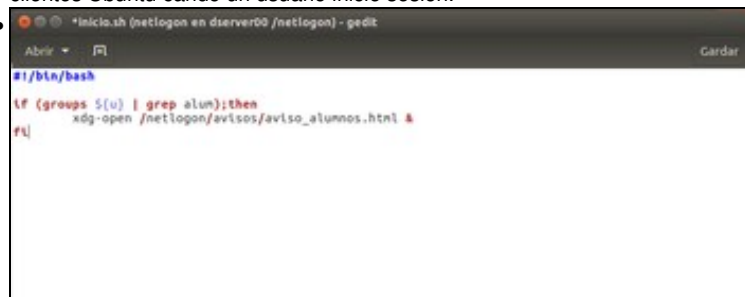 clientes Ubuntu cando un usuario inicie sesión.
*inicio.sh (netlogon en dserver00 /netlogon) - gedit
Abrir Gardar
#!/bin/bash
if (groups ${u} | grep alum);then
xdg-open /netlogon/avisos/aviso_alumnos.html &
fi